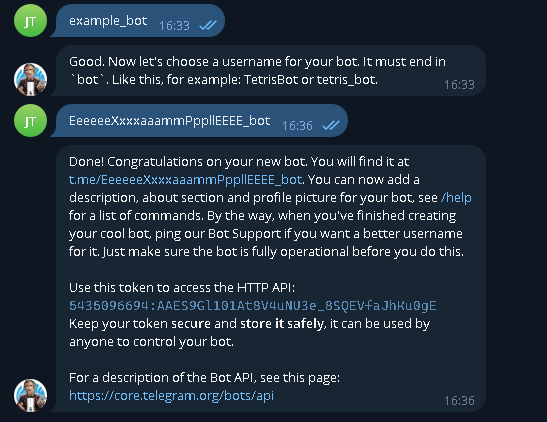 JT
example_bot
16:33
Good. Now let's choose a username for your bot. It must end in
`bot`. Like this, for example: TetrisBot or tetris_bot.
16:33
JT
EeeeeeXxxxaaammPppllEEEE_bot
16:36
Done! Congratulations on your new bot. You will find it at
t.me/EeeeeeXxxxaaammPppllEEEE_bot. You can now add a
description, about section and profile picture for your bot, see /help
for a list of commands. By the way, when you've finished creating
your cool bot, ping our Bot Support if you want a better username
for it. Just make sure the bot is fully operational before you do this.
Use this token to access the HTTP API:
5435096694:AAES9Gl101At8V4uNU3e_8SQEVfaJhKu0gE
Keep your token secure and store it safely, it can be used by
anyone to control your bot.
For a description of the Bot API, see this page:
https://core.telegram.org/bots/api
16:36